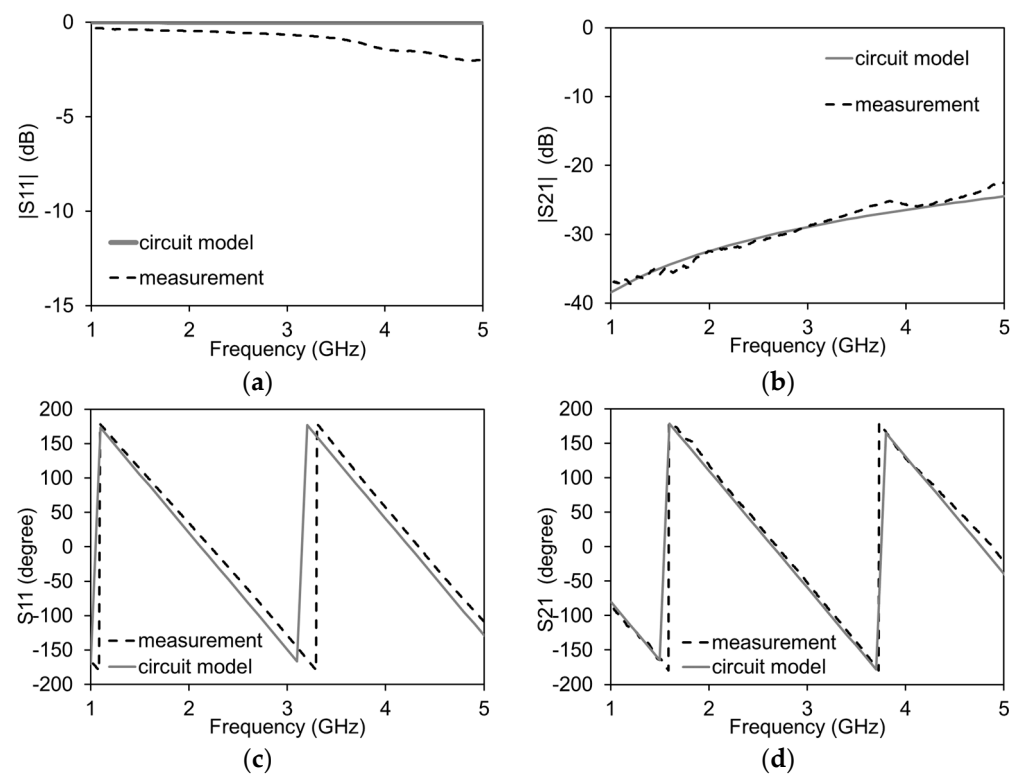 0
-5
-10
-15
|S11| (dB)
circuit model
measurement
1 2 3 4 5
Frequency (GHz)
(a)
0
-10
-20
-30
-40
|S21| (dB)
circuit model
measurement
1 2 3 4 5
Frequency (GHz)
(b)
200
150
100
50
0
-50
-100
-150
-200
S11 (degree)
measurement
circuit model
1 2 3 4 5
Frequency (GHz)
(c)
200
150
100
50
0
-50
-100
-150
-200
S21 (degree)
measurement
circuit model
1 2 3 4 5
Frequency (GHz)
(d)